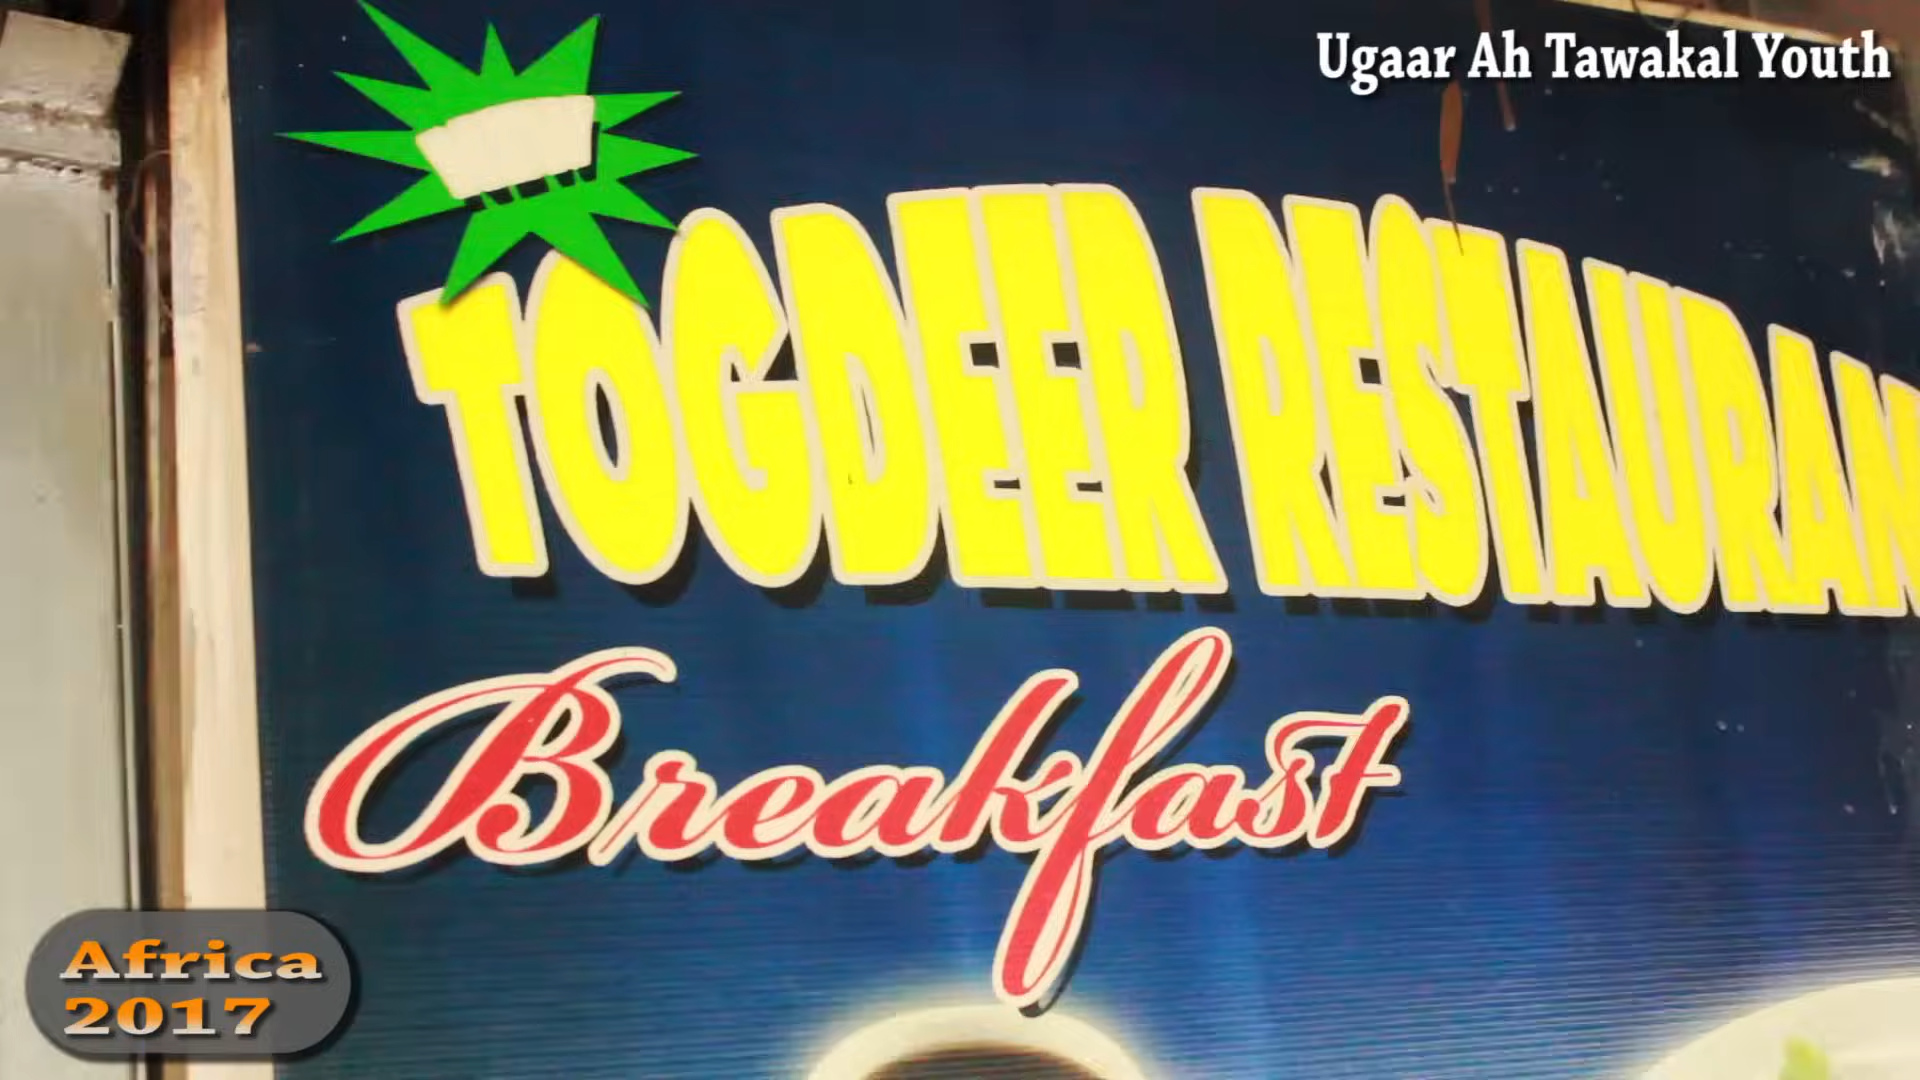 Ugaar Ah Tawakal Youth
TOGDEER RESTAURAN
Breakfast
Africa
2017